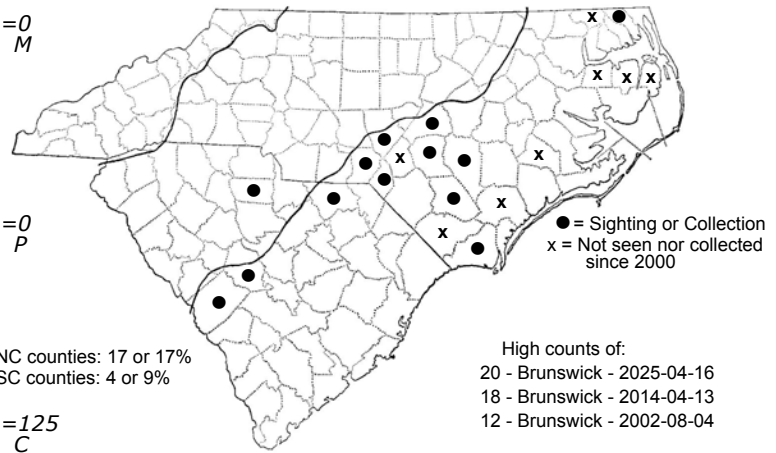 =0
M
=0
P
● = Sighting or Collection
x = Not seen nor collected
since 2000
NC counties: 17 or 17%
SC counties: 4 or 9%
High counts of:
20 - Brunswick - 2025-04-16
18 - Brunswick - 2014-04-13
12 - Brunswick - 2002-08-04
=125
C